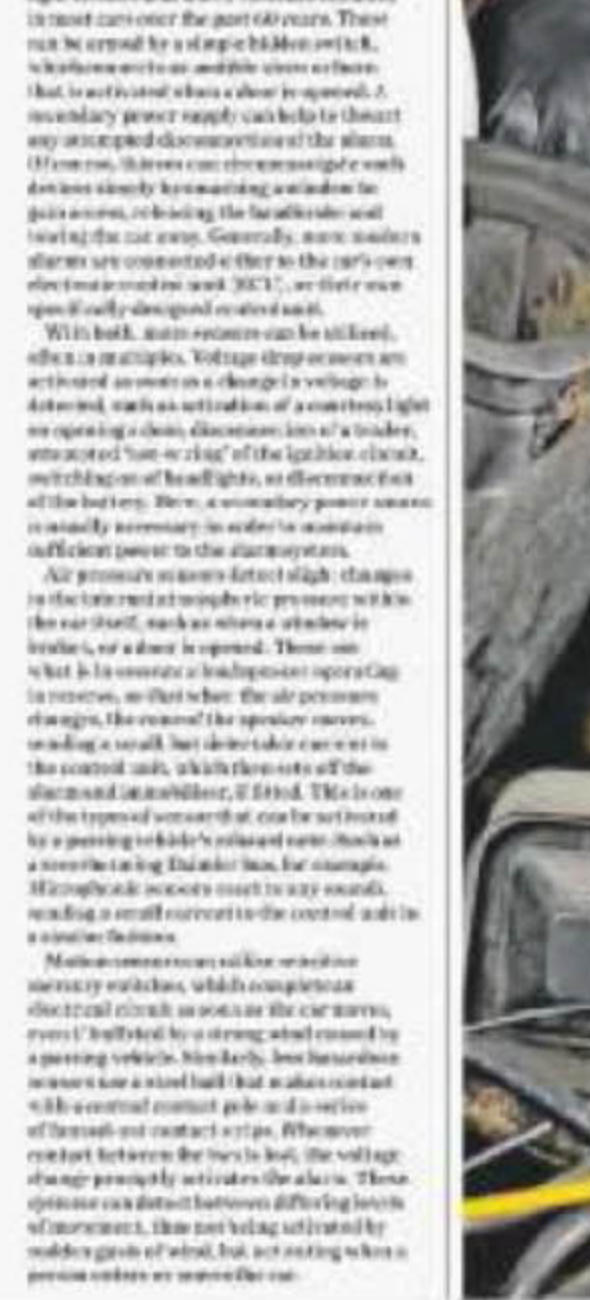 in most cars over the past 60 years. These
can be armed by a simple hidden switch,
which connects to an audible siren or horn
that is activated when a door is opened. A
secondary power supply can help to thwart
any attempted disconnection of the alarm.
Of course, thieves can circumnavigate such
devices simply by smashing a window to
gain access, releasing the handbrake and
towing the car away. Generally, more modern
alarms are connected either to the car's own
electronic control unit 'ECU', or their own
specifically-designed control unit.
With both, more sensors can be utilised,
often in multiples. Voltage drop sensors are
activated as soon as a change in voltage is
detected, such as activation of a courtesy light
on opening a door, disconnection of a trailer,
attempted 'hot-wiring' of the ignition circuit,
switching on of headlights, or disconnection
of the battery. Here, a secondary power source
is usually necessary in order to maintain
sufficient power to the alarm system.
Air pressure sensors detect slight changes
in the internal atmospheric pressure within
the car itself, such as when a window is
broken, or a door is opened. These use
what is in essence a loudspeaker operating
in reverse, so that when the air pressure
changes, the cone of the speaker moves,
sending a small but detectable current to
the control unit, which then sets off the
alarm and immobiliser, if fitted. This is one
of the types of sensor that can be activated
by a passing vehicle's exhaust note. Such as
a reverberating Daimler bus, for example.
Microphonic sensors react to any sound,
sending a small current to the control unit in
a similar fashion.
Motion sensors can utilise sensitive
mercury switches, which complete an
electrical circuit as soon as the car moves,
even if buffeted by a strong wind caused by
a passing vehicle. Similarly, less hazardous
sensors use a steel ball that makes contact
with a central contact pole and a series
of fanned-out contact strips. Whenever
contact between the two is lost, the voltage
change promptly activates the alarm. These
systems can detect between differing levels
of movement, thus not being activated by
sudden gusts of wind, but activating when a
person enters or moves the car.